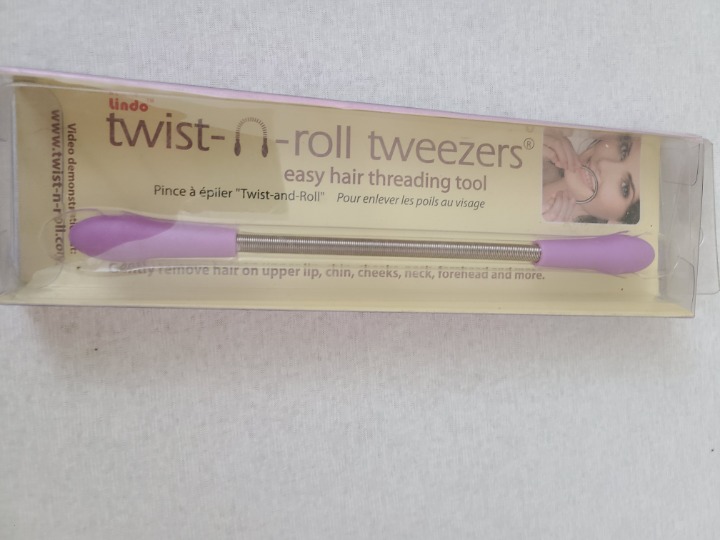 Lindo
twist-n-roll tweezers®
easy hair threading tool
Pince à épiler "Twist-and-Roll" Pour enlever les poils au visage
Gently remove hair on upper lip, chin, cheeks, neck, forehead and more.
Video demonstration at:
www.twist-n-roll.com